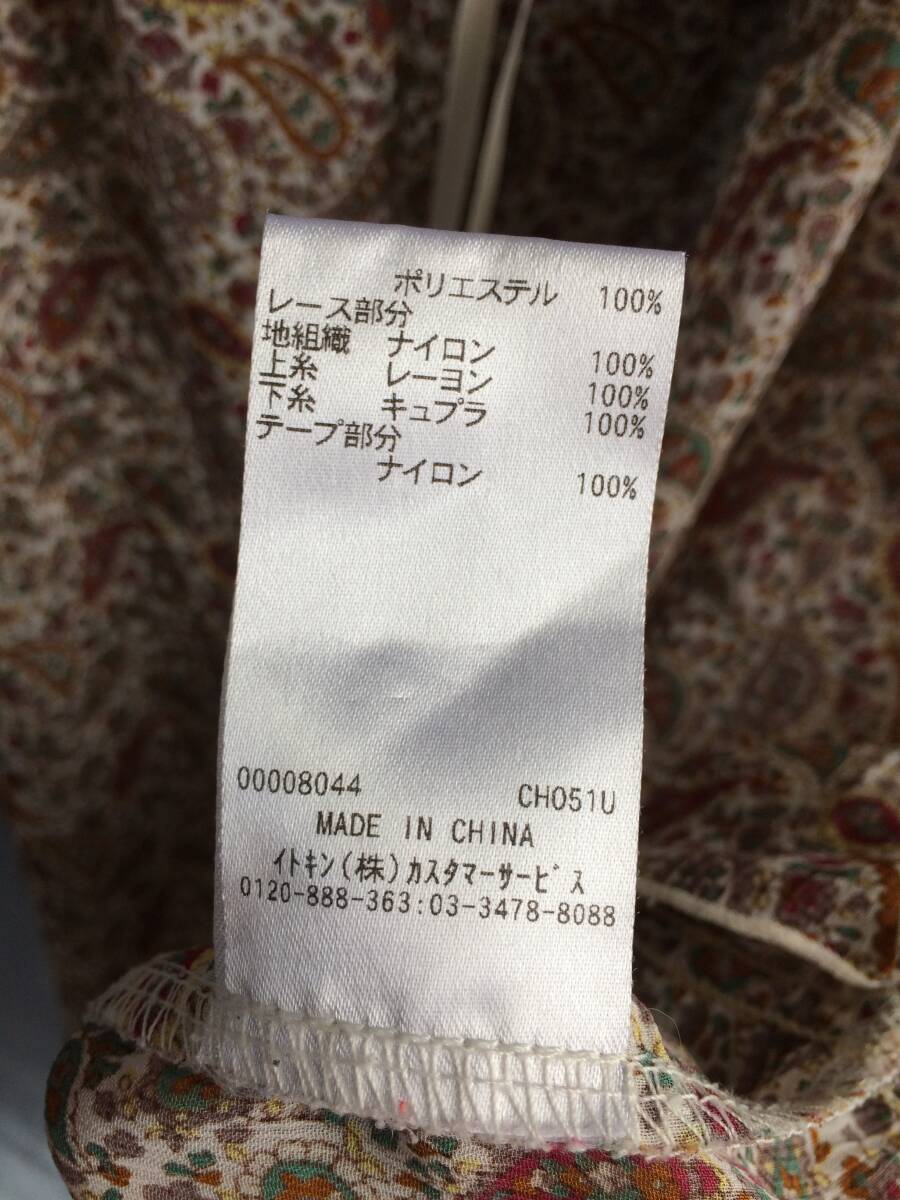 ポリエステル 100%
レース部分
地組織 ナイロン 100%
上糸 レーヨン 100%
下糸 キュプラ 100%
テープ部分
ナイロン 100%
00008044 CH051U
MADE IN CHINA
ｲﾄｷﾝ(株)ｶｽﾀﾏｰｻｰﾋﾞｽ
0120-888-363:03-3478-8088